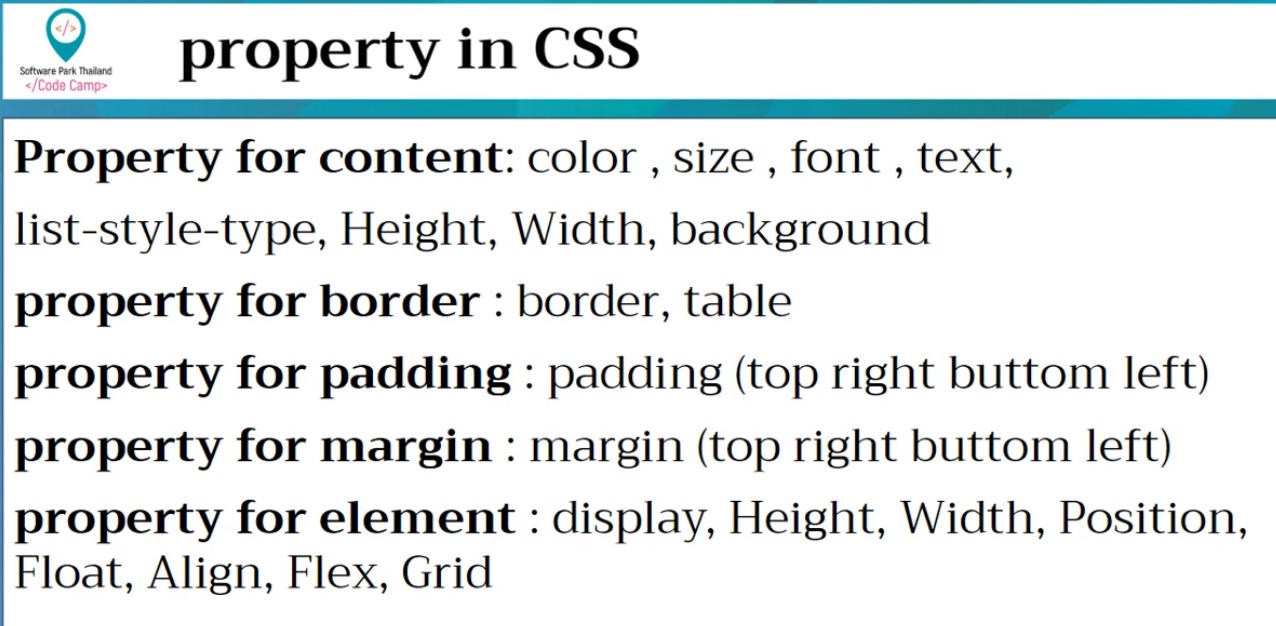 </>
Software Park Thailand
</Code Camp>
property in CSS
Property for content: color , size , font , text,
list-style-type, Height, Width, background
property for border : border, table
property for padding : padding (top right buttom left)
property for margin : margin (top right buttom left)
property for element : display, Height, Width, Position,
Float, Align, Flex, Grid